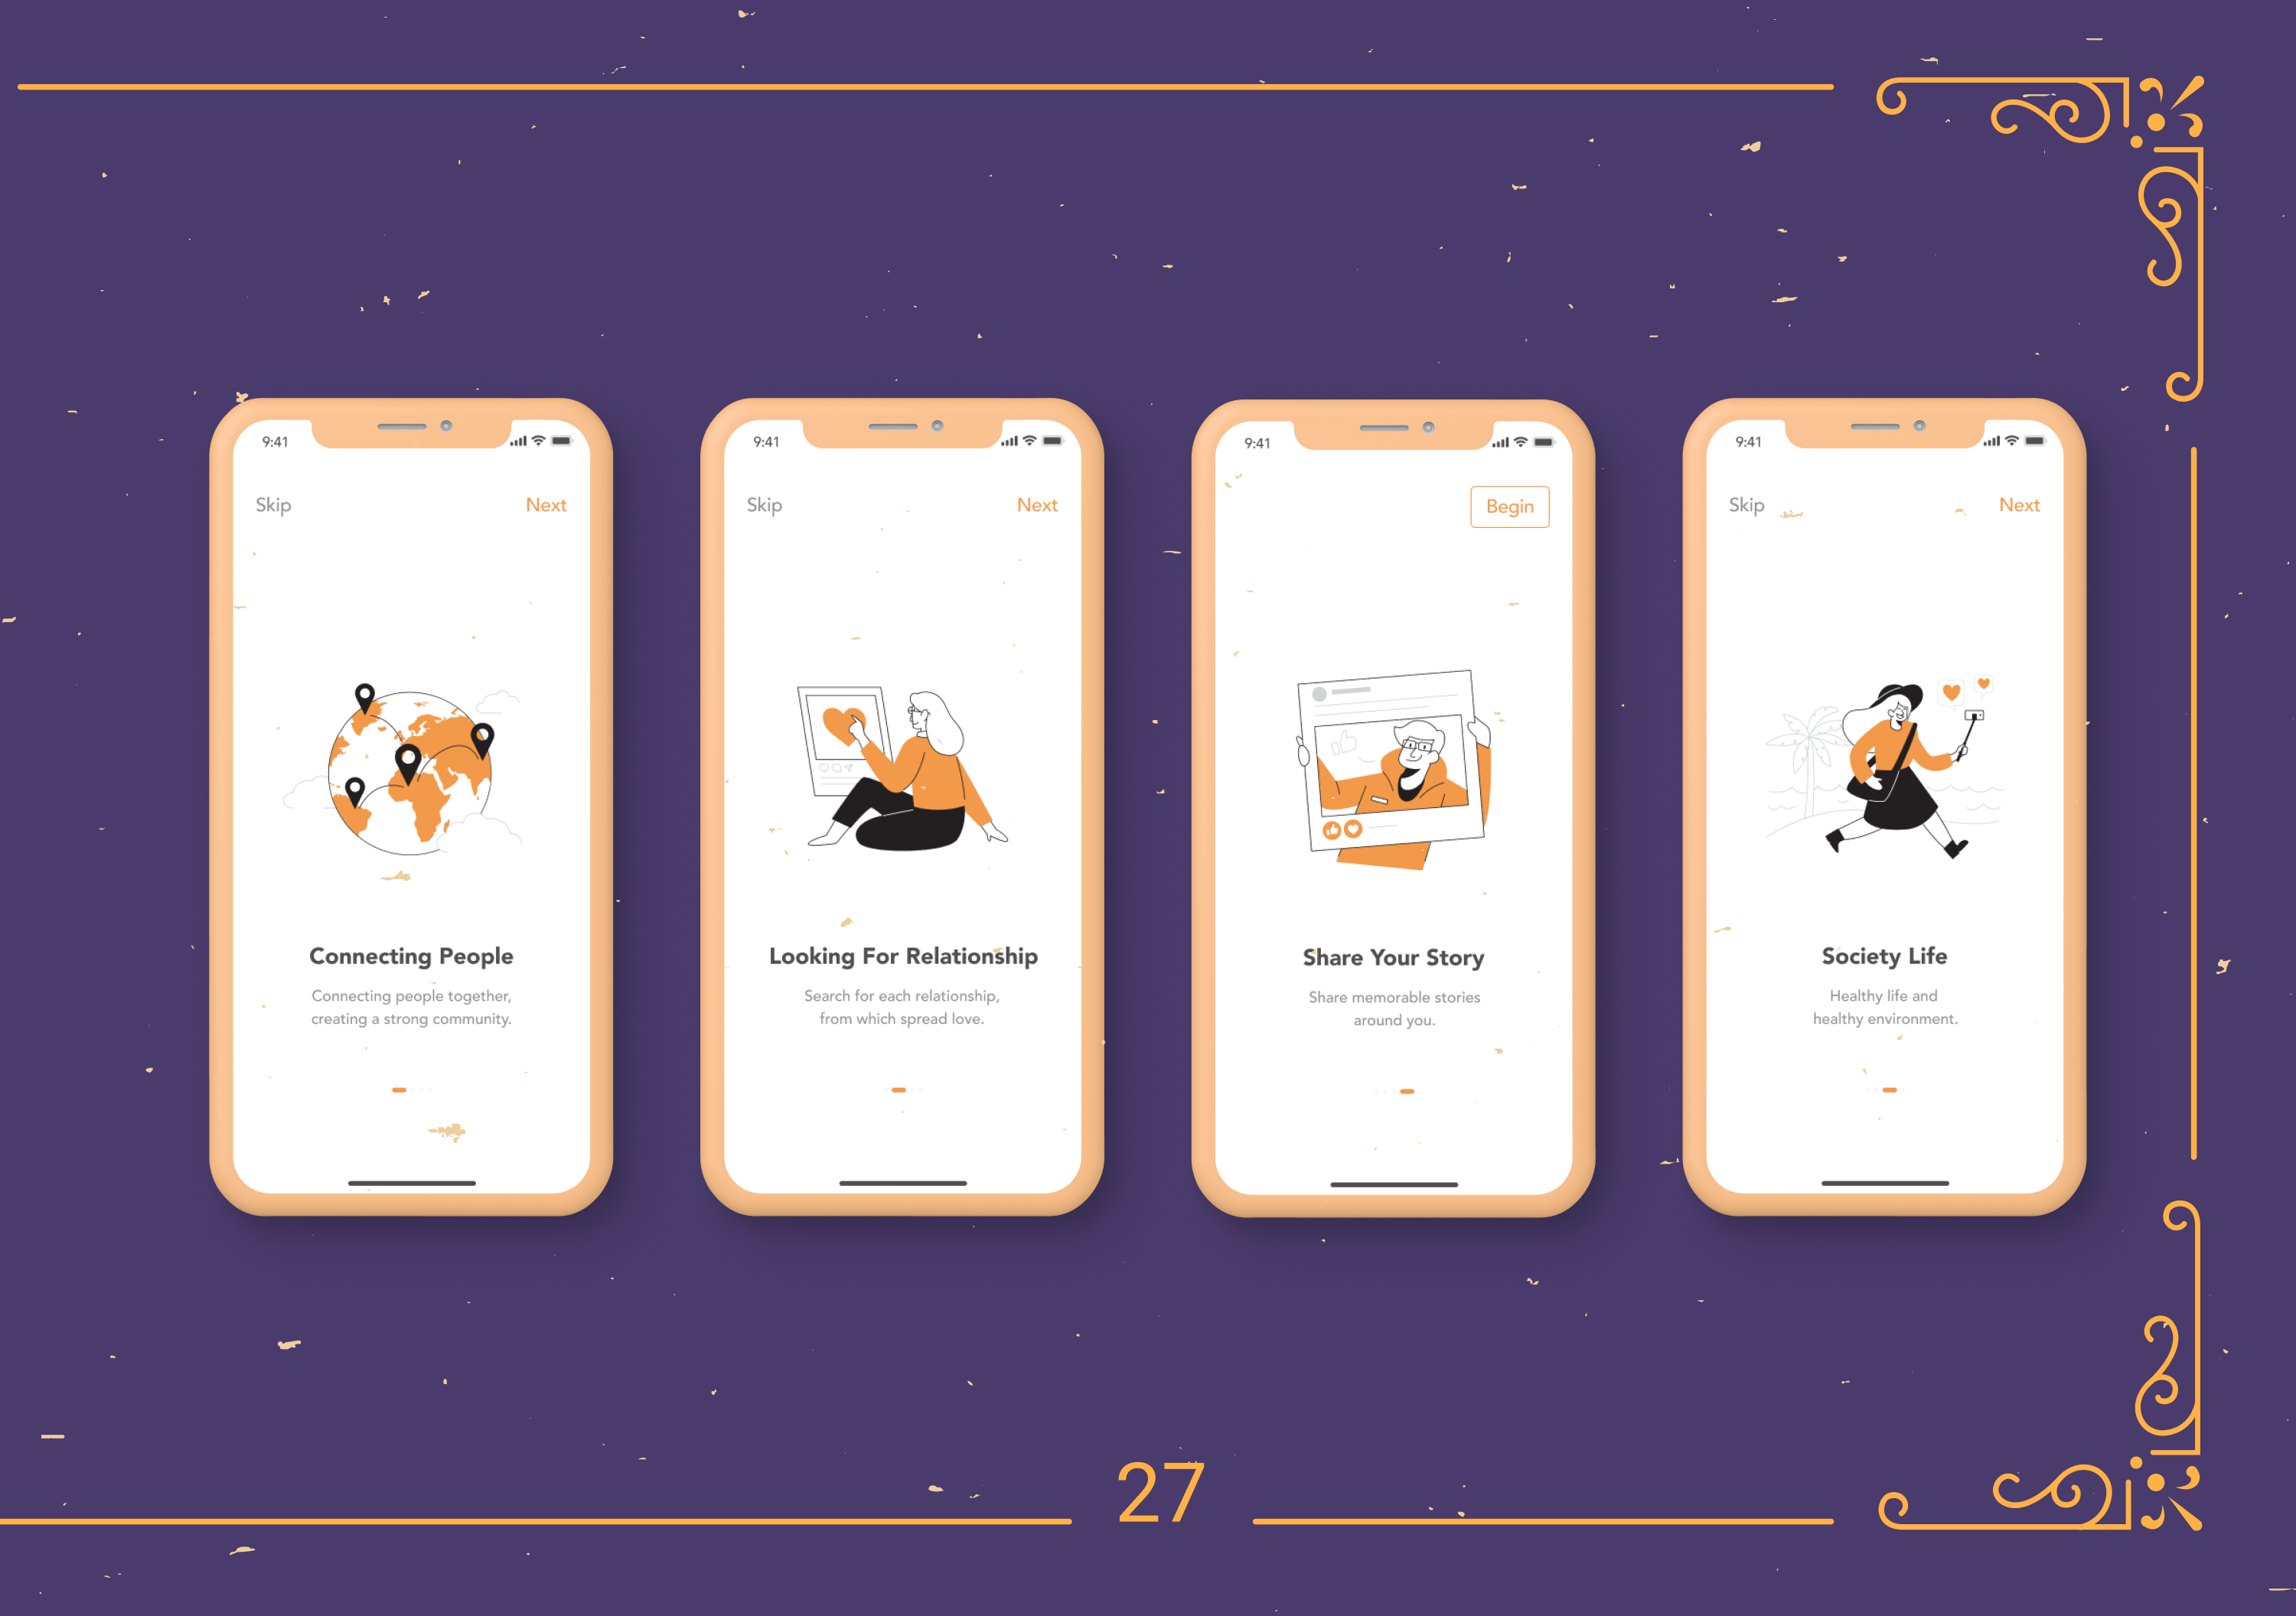 9:41
Skip
Next
Connecting People
Connecting people together,
creating a strong community.
9:41
Skip
Next
Looking For Relationship
Search for each relationship,
from which spread love.
9:41
Begin
Share Your Story
Share memorable stories
around you.
9:41
Skip
Next
Society Life
Healthy life and
healthy environment.
27